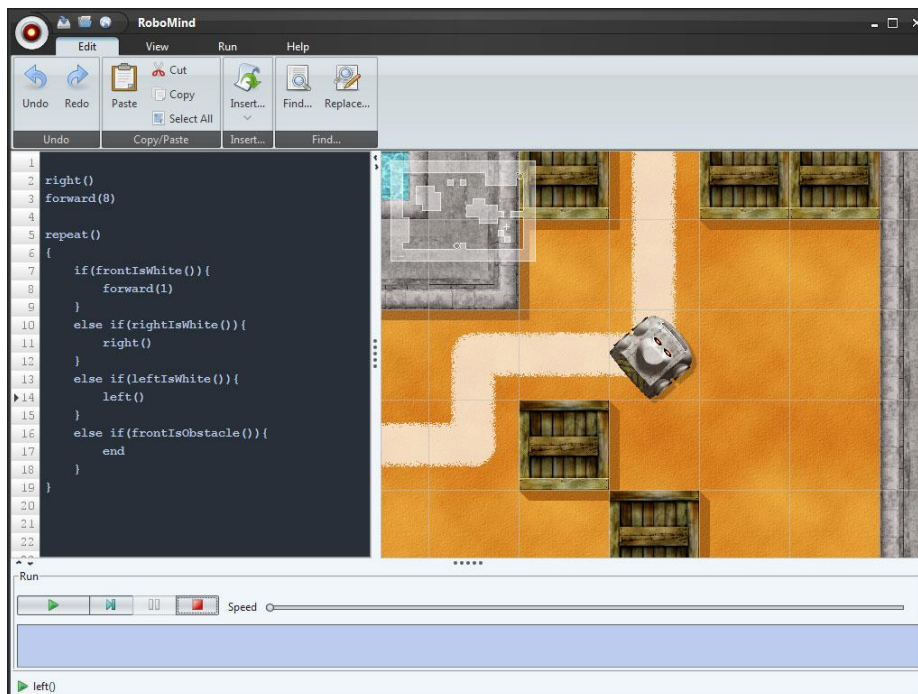 RoboMind
Edit View Run Help
Undo Redo Paste Cut Copy Select All Insert... Find... Replace...
Undo Copy/Paste Insert... Find...
1
2 right()
3 forward(8)
4
5 repeat()
6 {
7 if(frontIsWhite()){
8 forward(1)
9 }
10 else if(rightIsWhite()){
11 right()
12 }
13 else if(leftIsWhite()){
14 left()
15 }
16 else if(frontIsObstacle()){
17 end
18 }
19 }
20
21
22
Run
Speed
left()